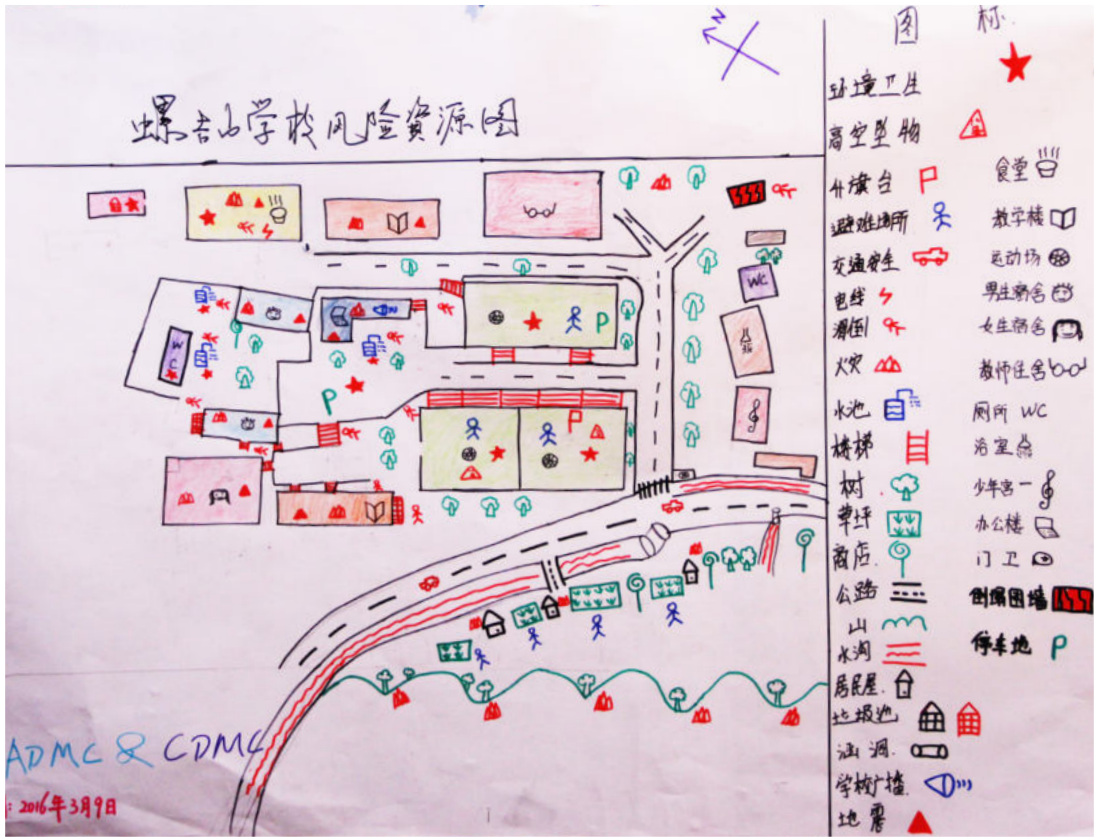 N
图 标
螺吉小学校风险資源图
环境卫生
高空坠物
升旗台
食堂
避难场所
教学楼
交通安全
运动场
电线
男生宿舍
滑倒
女生宿舍
火灾
教师住舍
水池
厕所 WC
楼梯
浴室
树
少年宫
草坪
办公楼
商店
门卫
公路
倒塌围墙
山
停车地 P
水沟
居民屋
垃圾池
涵洞
学校广播
地震
WC
WC
P
P
ADMC & CDMC
: 2016年3月9日